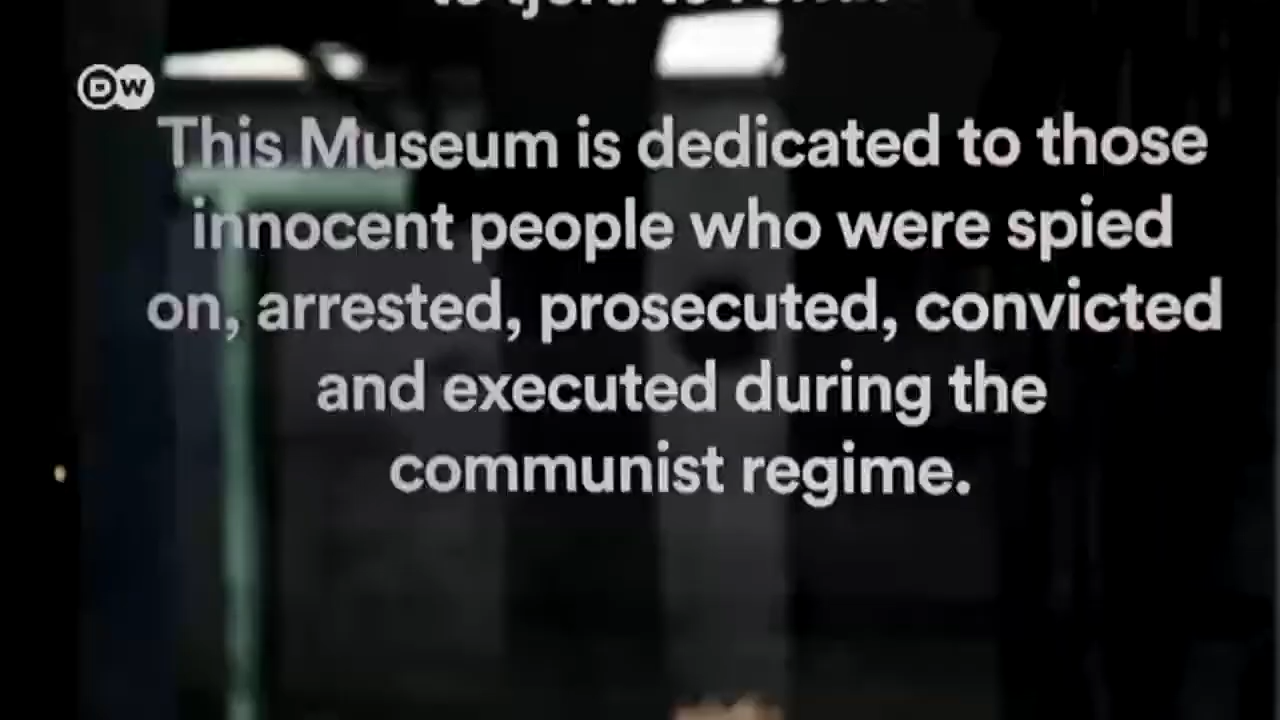 DW
This Museum is dedicated to those
innocent people who were spied
on, arrested, prosecuted, convicted
and executed during the
communist regime.